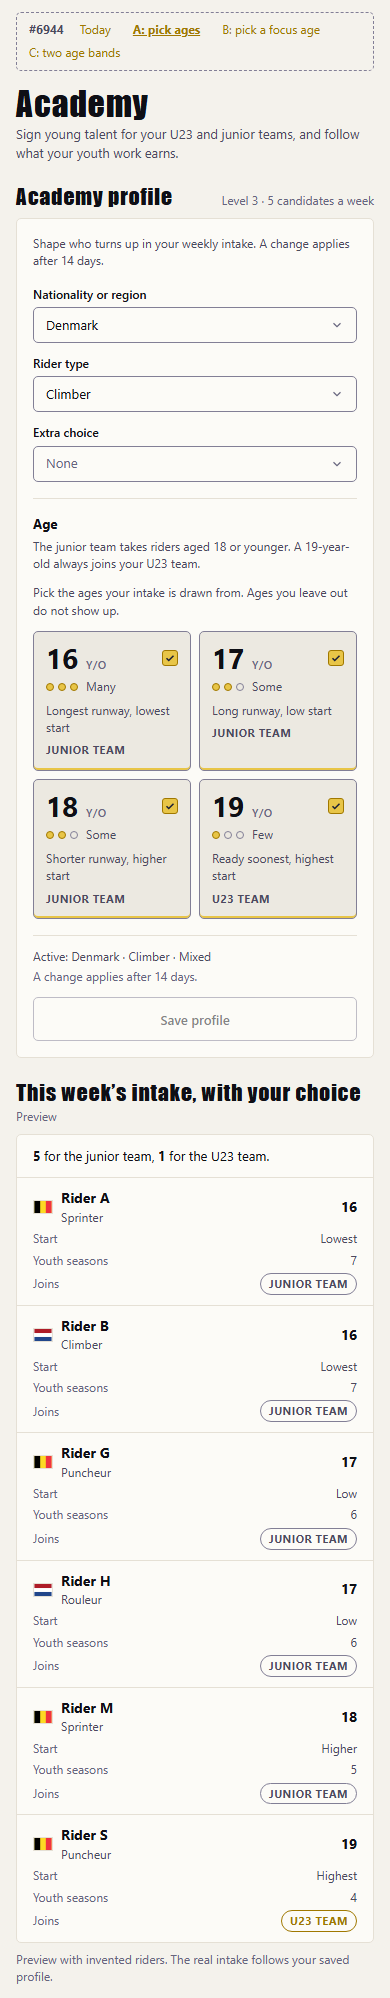 #6944 Today A: pick ages B: pick a focus age
C: two age bands
Academy
Sign young talent for your U23 and junior teams, and follow
what your youth work earns.
Academy profile
Level 3 · 5 candidates a week
Shape who turns up in your weekly intake. A change applies
after 14 days.
Nationality or region
Denmark
Rider type
Climber
Extra choice
None
Age
The junior team takes riders aged 18 or younger. A 19-year-
old always joins your U23 team.
Pick the ages your intake is drawn from. Ages you leave out
do not show up.
16 Y/O
Many
Longest runway, lowest
start
JUNIOR TEAM
17 Y/O
Some
Long runway, low start
JUNIOR TEAM
18 Y/O
Some
Shorter runway, higher
start
JUNIOR TEAM
19 Y/O
Few
Ready soonest, highest
start
U23 TEAM
Active: Denmark · Climber · Mixed
A change applies after 14 days.
Save profile
This week's intake, with your choice
Preview
5 for the junior team, 1 for the U23 team.
Rider A
Sprinter
16
Start Lowest
Youth seasons 7
Joins JUNIOR TEAM
Rider B
Climber
16
Start Lowest
Youth seasons 7
Joins JUNIOR TEAM
Rider G
Puncheur
17
Start Low
Youth seasons 6
Joins JUNIOR TEAM
Rider H
Rouleur
17
Start Low
Youth seasons 6
Joins JUNIOR TEAM
Rider M
Sprinter
18
Start Higher
Youth seasons 5
Joins JUNIOR TEAM
Rider S
Puncheur
19
Start Highest
Youth seasons 4
Joins U23 TEAM
Preview with invented riders. The real intake follows your saved
profile.